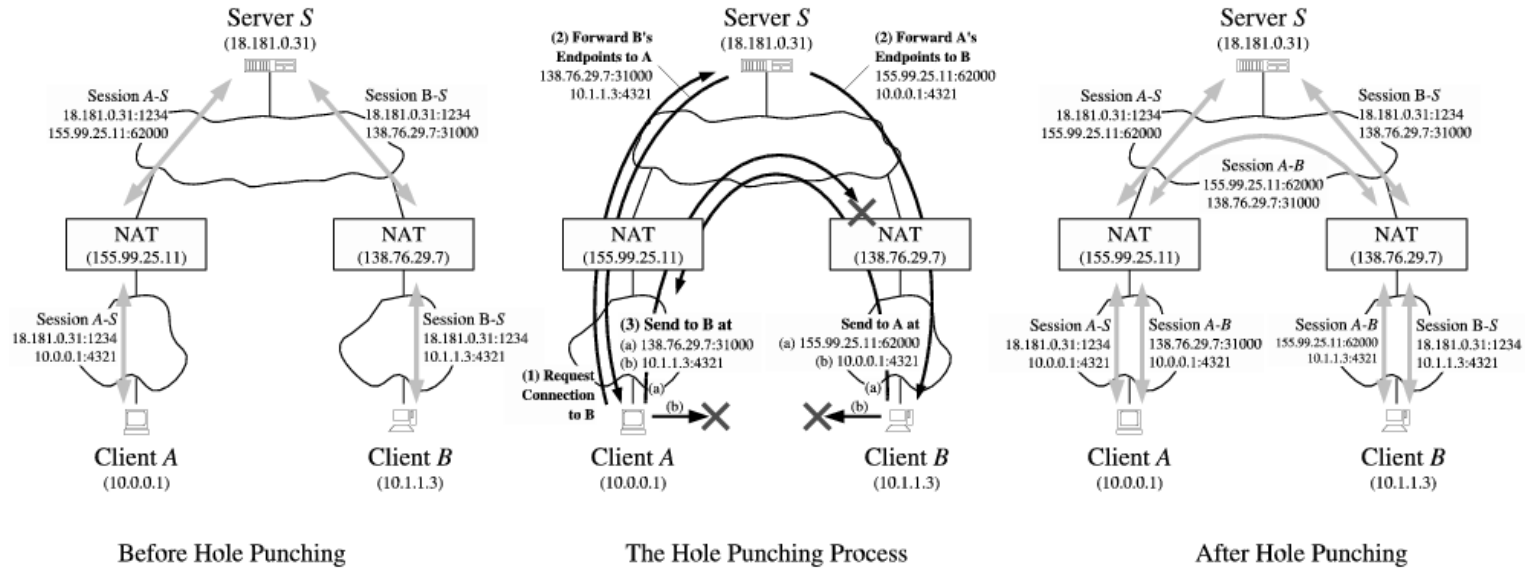 Server S
(18.181.0.31)
Session A-S
18.181.0.31:1234
155.99.25.11:62000
Session B-S
18.181.0.31:1234
138.76.29.7:31000
NAT
(155.99.25.11)
NAT
(138.76.29.7)
Session A-S
18.181.0.31:1234
10.0.0.1:4321
Session B-S
18.181.0.31:1234
10.1.1.3:4321
Client A
(10.0.0.1)
Client B
(10.1.1.3)
Before Hole Punching
Server S
(18.181.0.31)
(2) Forward B's
Endpoints to A
138.76.29.7:31000
10.1.1.3:4321
(2) Forward A's
Endpoints to B
155.99.25.11:62000
10.0.0.1:4321
NAT
(155.99.25.11)
NAT
(138.76.29.7)
(3) Send to B at
(a) 138.76.29.7:31000
(b) 10.1.1.3:4321
Send to A at
(a) 155.99.25.11:62000
(b) 10.0.0.1:4321
(1) Request
Connection
to B
(a)
(b)
(a)
(b)
Client A
(10.0.0.1)
Client B
(10.1.1.3)
The Hole Punching Process
Server S
(18.181.0.31)
Session A-S
18.181.0.31:1234
155.99.25.11:62000
Session B-S
18.181.0.31:1234
138.76.29.7:31000
Session A-B
155.99.25.11:62000
138.76.29.7:31000
NAT
(155.99.25.11)
NAT
(138.76.29.7)
Session A-S
18.181.0.31:1234
10.0.0.1:4321
Session A-B
138.76.29.7:31000
10.0.0.1:4321
Session A-B
155.99.25.11:62000
10.1.1.3:4321
Session B-S
18.181.0.31:1234
10.1.1.3:4321
Client A
(10.0.0.1)
Client B
(10.1.1.3)
After Hole Punching